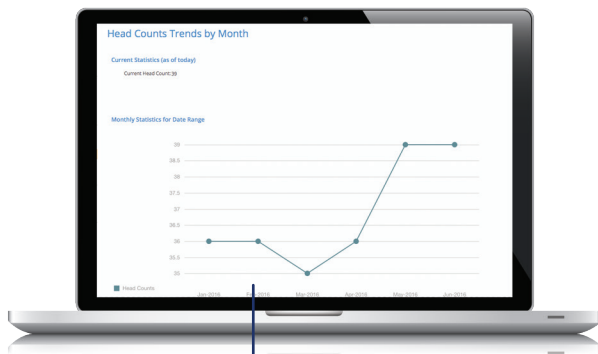 Head Counts Trends by Month
Current Statistics (as of today)
Current Head Count:39
Monthly Statistics for Date Range
39
38.5
38
37.5
37
36.5
36
35.5
35
Head Counts
Jan-2016 Feb-2016 Mar-2016 Apr-2016 May-2016 Jun-2016